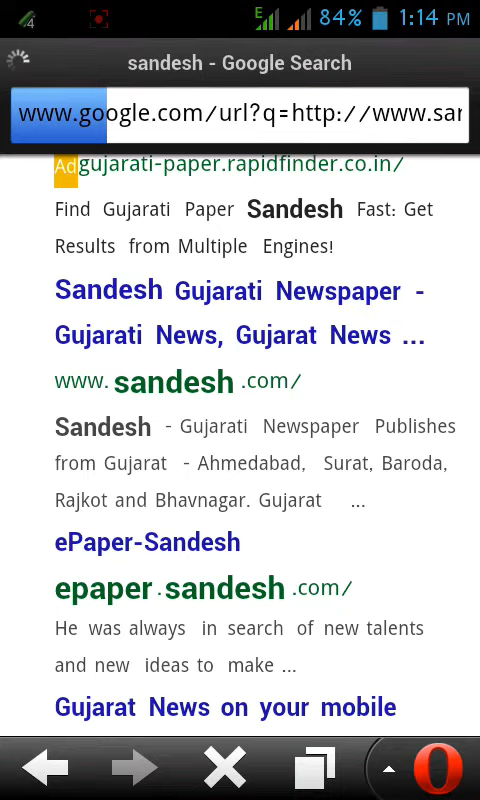 4 E 84% 1:14 PM
sandesh - Google Search
www.google.com/url?q=http://www.sar
Ad gujarati-paper.rapidfinder.co.in/
Find Gujarati Paper Sandesh Fast: Get
Results from Multiple Engines!
Sandesh Gujarati Newspaper -
Gujarati News, Gujarat News ...
www.sandesh.com/
Sandesh - Gujarati Newspaper Publishes
from Gujarat - Ahmedabad, Surat, Baroda,
Rajkot and Bhavnagar. Gujarat ...
ePaper-Sandesh
epaper.sandesh.com/
He was always in search of new talents
and new ideas to make ...
Gujarat News on your mobile